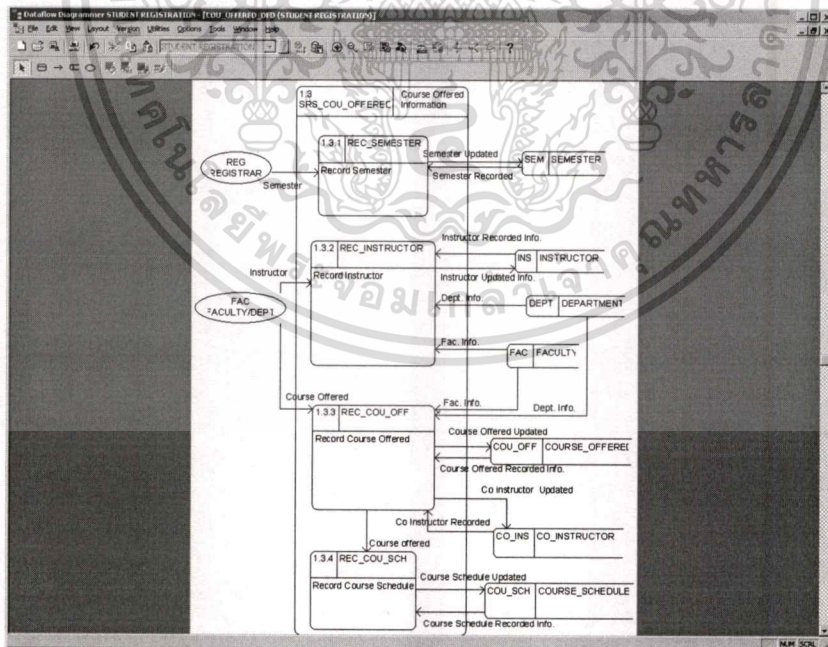 Dataflow Diagrammer STUDENT REGISTRATION - [COU_OFFERED_DFD (STUDENT REGISTRATION)]
File Edit View Layout Version Utilities Options Tools Window Help
STUDENT REGISTRATION
1.3 Course Offered
SRS_COU_OFFEREC Information
1.3.1 REC_SEMESTER
Record Semester
REG
REGISTRAR
Semester
Semester Updated
Semester Recorded
SEM SEMESTER
1.3.2 REC_INSTRUCTOR
Record Instructor
Instructor
Instructor Recorded Info.
INS INSTRUCTOR
Instructor Updated Info.
Dept. Info.
DEPT DEPARTMENT
FAC
FACULTY/DEPT
Fac. Info.
FAC FACULTY
Course Offered
Fac. Info.
Dept. Info.
1.3.3 REC_COU_OFF
Record Course Offered
Course Offered Updated
COU_OFF COURSE_OFFERED
Course Offered Recorded Info.
Co instructor Updated
Co Instructor Recorded
CO_INS CO_INSTRUCTOR
Course offered
1.3.4 REC_COU_SCH
Record Course Schedule
Course Schedule Updated
COU_SCH COURSE_SCHEDULE
Course Schedule Recorded Info.
NUM SCRL